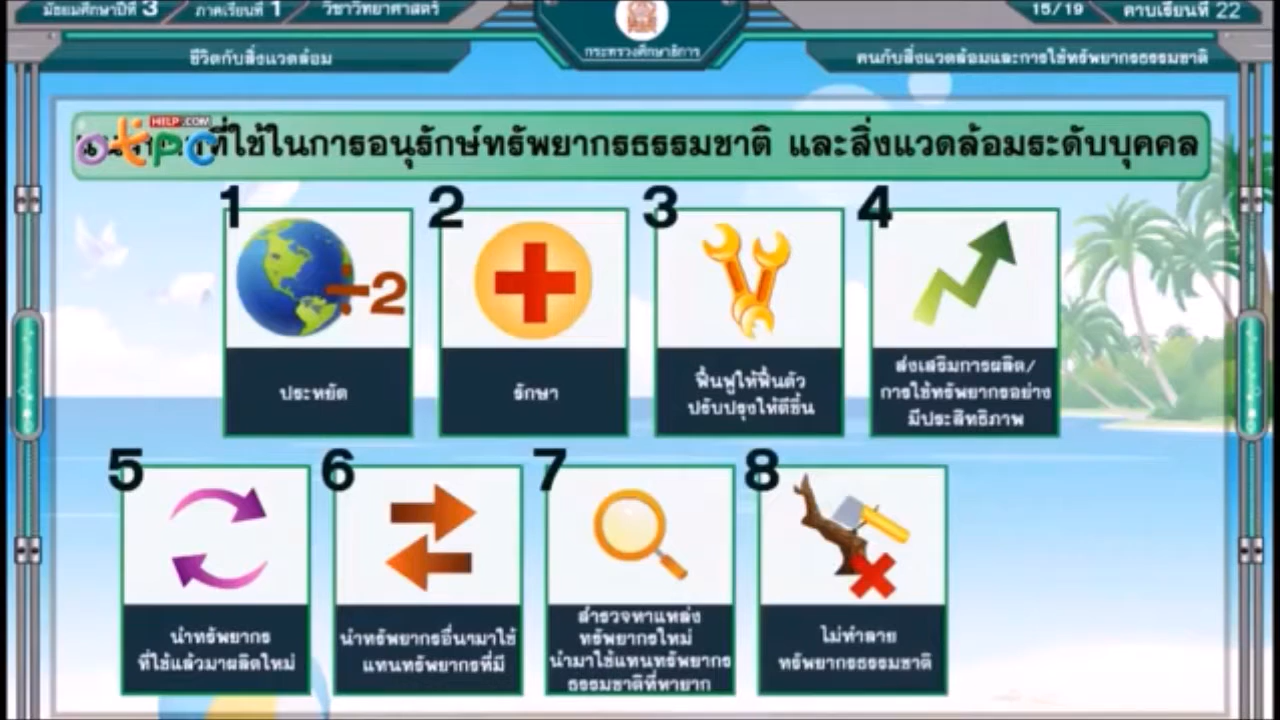 มัธยมศึกษาปีที่ 3
ภาคเรียนที่ 1
วิชาวิทยาศาสตร์
15/19
คาบเรียนที่ 22
กระทรวงศึกษาธิการ
ชีวิตกับสิ่งแวดล้อม
คนกับสิ่งแวดล้อมและการใช้ทรัพยากรธรรมชาติ
HELP.COM
otpc
ที่ใช้ในการอนุรักษ์ทรัพยากรธรรมชาติ และสิ่งแวดล้อมระดับบุคคล
1
-2
ประหยัด
2
รักษา
3
ฟื้นฟูให้ฟื้นตัว
ปรับปรุงให้ดีขึ้น
4
ส่งเสริมการผลิต/
การใช้ทรัพยากรอย่าง
มีประสิทธิภาพ
5
นำทรัพยากร
ที่ใช้แล้วมาผลิตใหม่
6
นำทรัพยากรอื่นมาใช้
แทนทรัพยากรที่มี
7
สำรวจหาแหล่ง
ทรัพยากรใหม่
นำมาใช้แทนทรัพยากร
ธรรมชาติที่หายาก
8
ไม่ทำลาย
ทรัพยากรธรรมชาติ